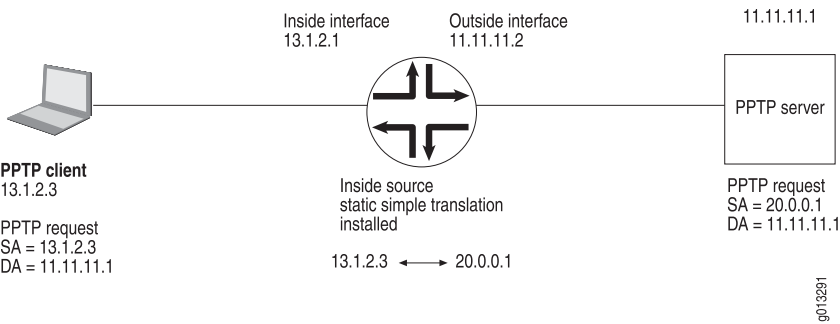 Inside interface
13.1.2.1
Outside interface
11.11.11.2
11.11.11.1
PPTP server
PPTP client
13.1.2.3
PPTP request
SA = 13.1.2.3
DA = 11.11.11.1
Inside source
static simple translation
installed
13.1.2.3 ↔ 20.0.0.1
PPTP request
SA = 20.0.0.1
DA = 11.11.11.1
g013291